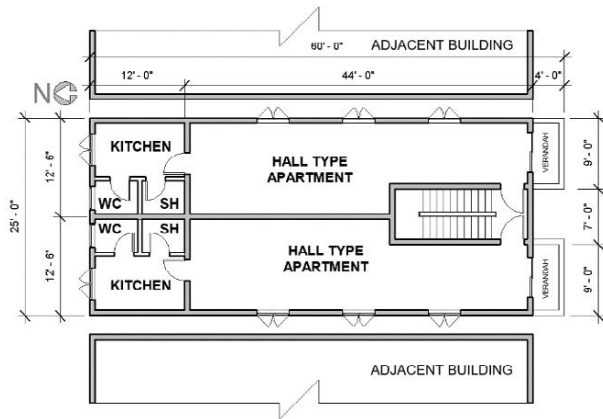 ADJACENT BUILDING
60' - 0"
12' - 0"
44' - 0"
4' - 0"
N
KITCHEN
HALL TYPE
APARTMENT
VERANDAH
9' - 0"
12' - 6"
WC
SH
25' - 0"
7' - 0"
WC
SH
HALL TYPE
APARTMENT
12' - 6"
KITCHEN
VERANDAH
9' - 0"
ADJACENT BUILDING